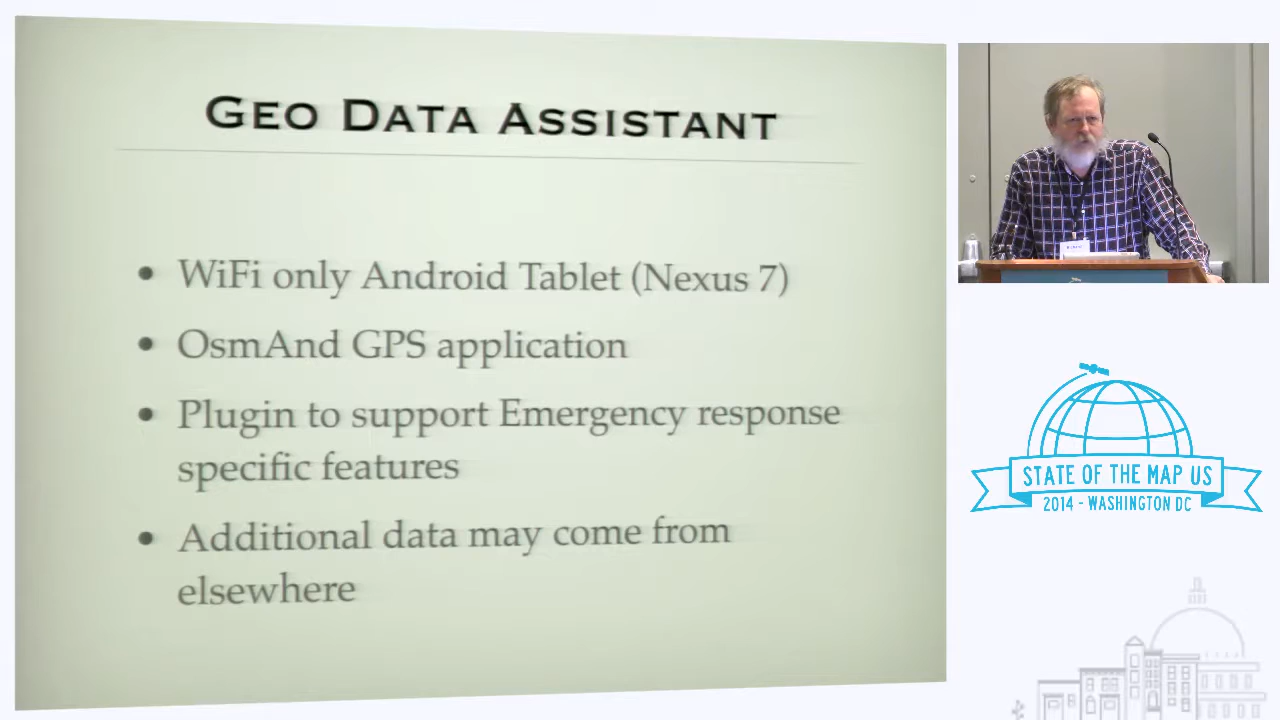 GEO DATA ASSISTANT
• WiFi only Android Tablet (Nexus 7)
• OsmAnd GPS application
• Plugin to support Emergency response
specific features
• Additional data may come from
elsewhere
STATE OF THE MAP US
2014 - WASHINGTON DC